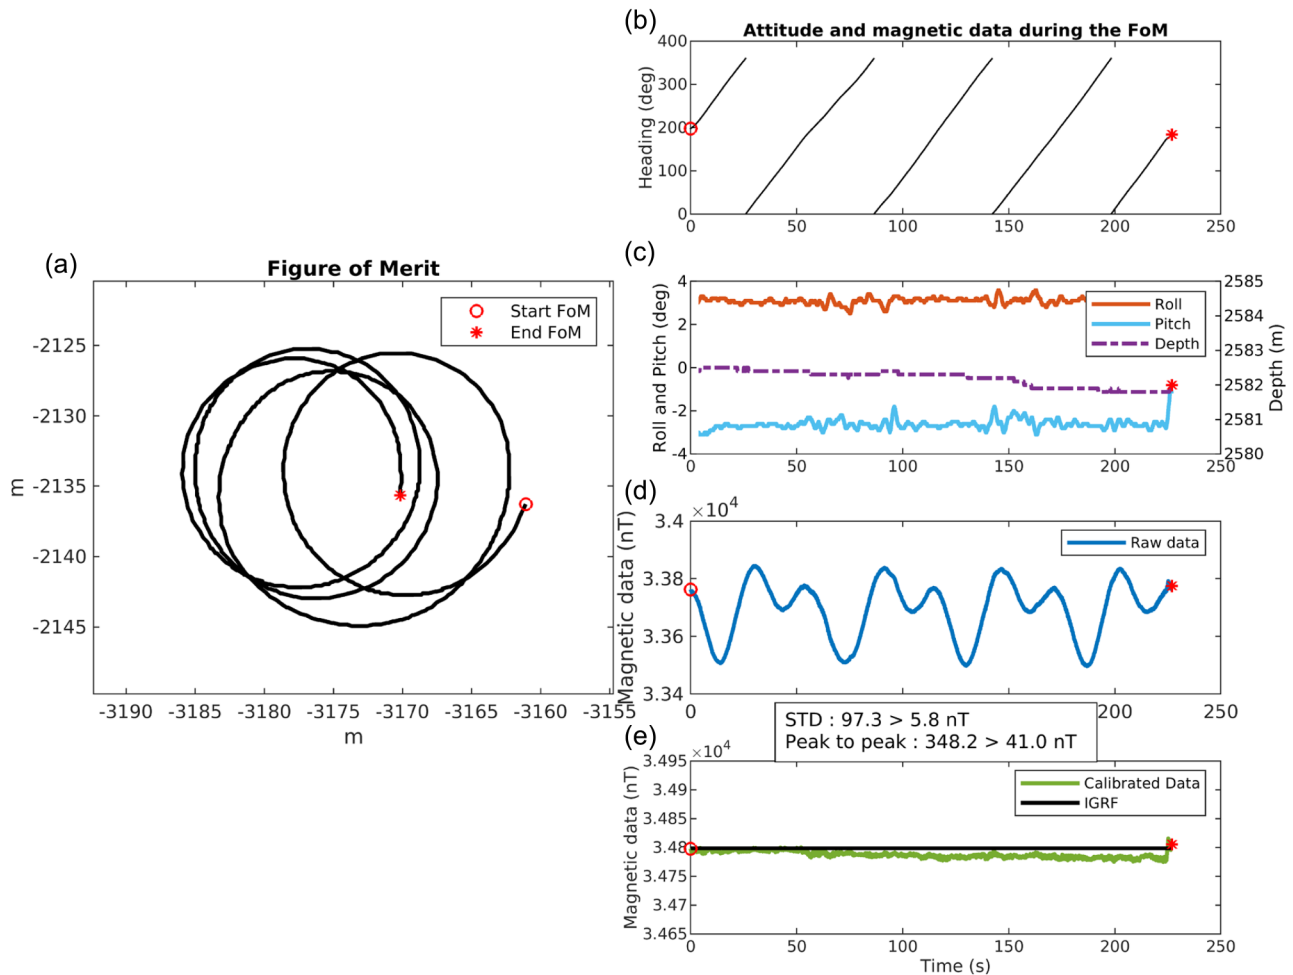 (a)
Figure of Merit
Start FoM
End FoM
-2125
-2130
-2135
-2140
-2145
m
-3190 -3185 -3180 -3175 -3170 -3165 -3160 -3155
m
(b)
Attitude and magnetic data during the FoM
Heading (deg)
400
300
200
100
0
0 50 100 150 200 250
(c)
Roll and Pitch (deg)
4
2
0
-2
-4
Roll
Pitch
Depth
2585
2584
2583
2582
2581
2580
Depth (m)
0 50 100 150 200 250
(d)
Magnetic data (nT)
×10⁴
3.4
3.38
3.36
3.34
Raw data
0 200 250
STD : 97.3 > 5.8 nT
Peak to peak : 348.2 > 41.0 nT
(e)
Magnetic data (nT)
×10⁴
3.495
3.49
3.485
3.48
3.475
3.47
3.465
Calibrated Data
IGRF
0 50 100 150 200 250
Time (s)